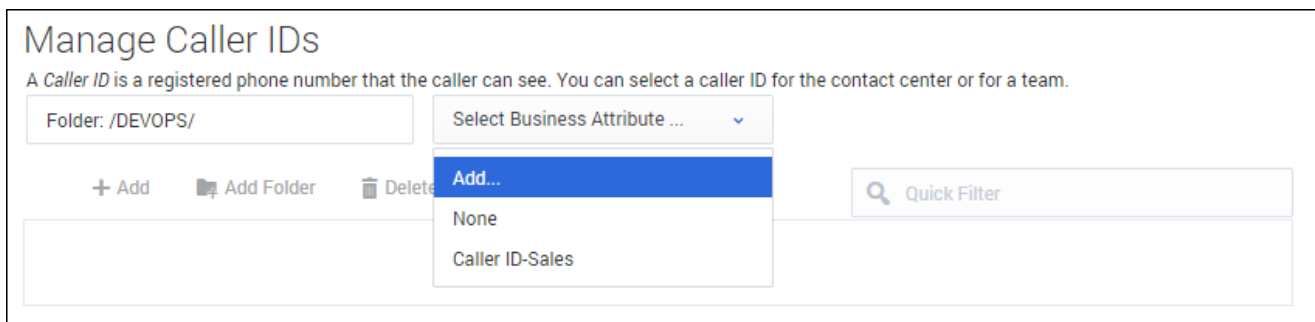 Manage Caller IDs
A Caller ID is a registered phone number that the caller can see. You can select a caller ID for the contact center or for a team.
Folder: /DEVOPS/
Select Business Attribute ...
Add...
None
Caller ID-Sales
Add
Add Folder
Delete
Quick Filter